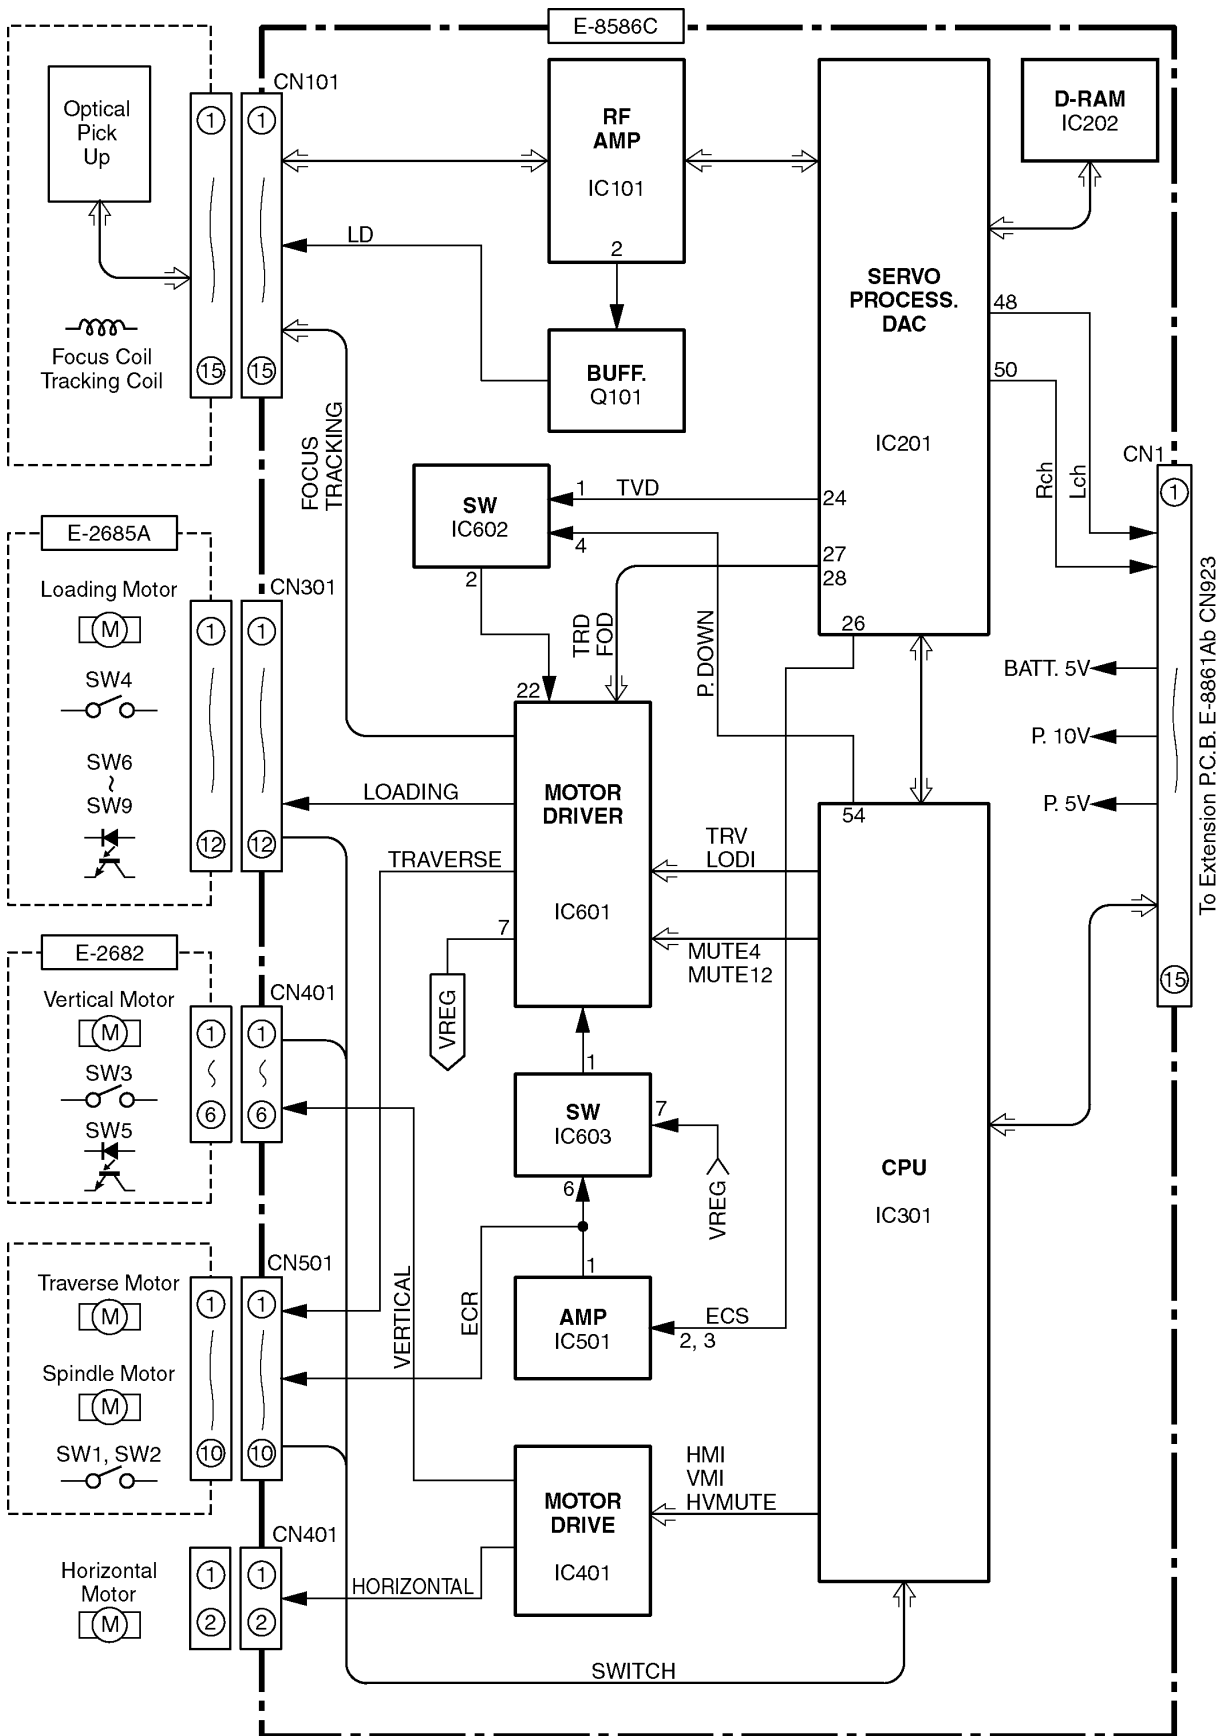 E-8586C
Optical
Pick
Up
1
15
Focus Coil
Tracking Coil
CN101
1
15
RF
AMP
IC101
2
LD
BUFF.
Q101
SERVO
PROCESS.
DAC
IC201
D-RAM
IC202
48
50
Rch
Lch
CN1
1
15
To Extension P.C.B. E-8861Ab CN923
BATT. 5V
P. 10V
P. 5V
FOCUS
TRACKING
SW
IC602
1
TVD
24
4
2
27
28
26
TRD
FOD
P. DOWN
22
54
E-2685A
Loading Motor
M
SW4
SW6
~
SW9
1
12
CN301
1
12
LOADING
TRAVERSE
MOTOR
DRIVER
IC601
TRV
LODI
MUTE4
MUTE12
7
VREG
E-2682
Vertical Motor
M
SW3
SW5
1
6
CN401
1
6
1
SW
IC603
7
6
VREG
CPU
IC301
Traverse Motor
M
Spindle Motor
M
SW1, SW2
1
10
CN501
1
10
VERTICAL
ECR
1
AMP
IC501
ECS
2, 3
MOTOR
DRIVE
IC401
HMI
VMI
HVMUTE
Horizontal
Motor
M
1
2
CN401
1
2
HORIZONTAL
SWITCH